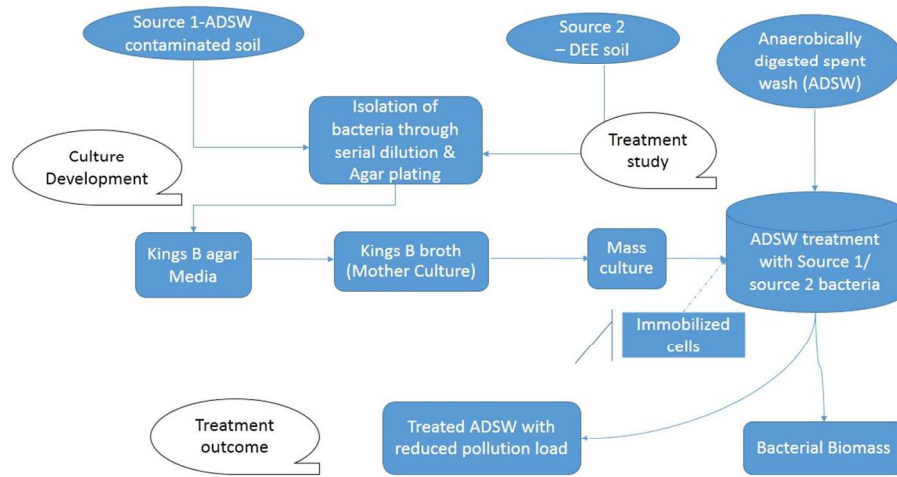 Source 1-ADSW
contaminated soil
Source 2
– DEE soil
Anaerobically
digested spent
wash (ADSW)
Isolation of
bacteria through
serial dilution &
Agar plating
Culture
Development
Treatment
study
Kings B agar
Media
Kings B broth
(Mother Culture)
Mass
culture
ADSW treatment
with Source 1/
source 2 bacteria
Immobilized
cells
Treatment
outcome
Treated ADSW with
reduced pollution load
Bacterial Biomass